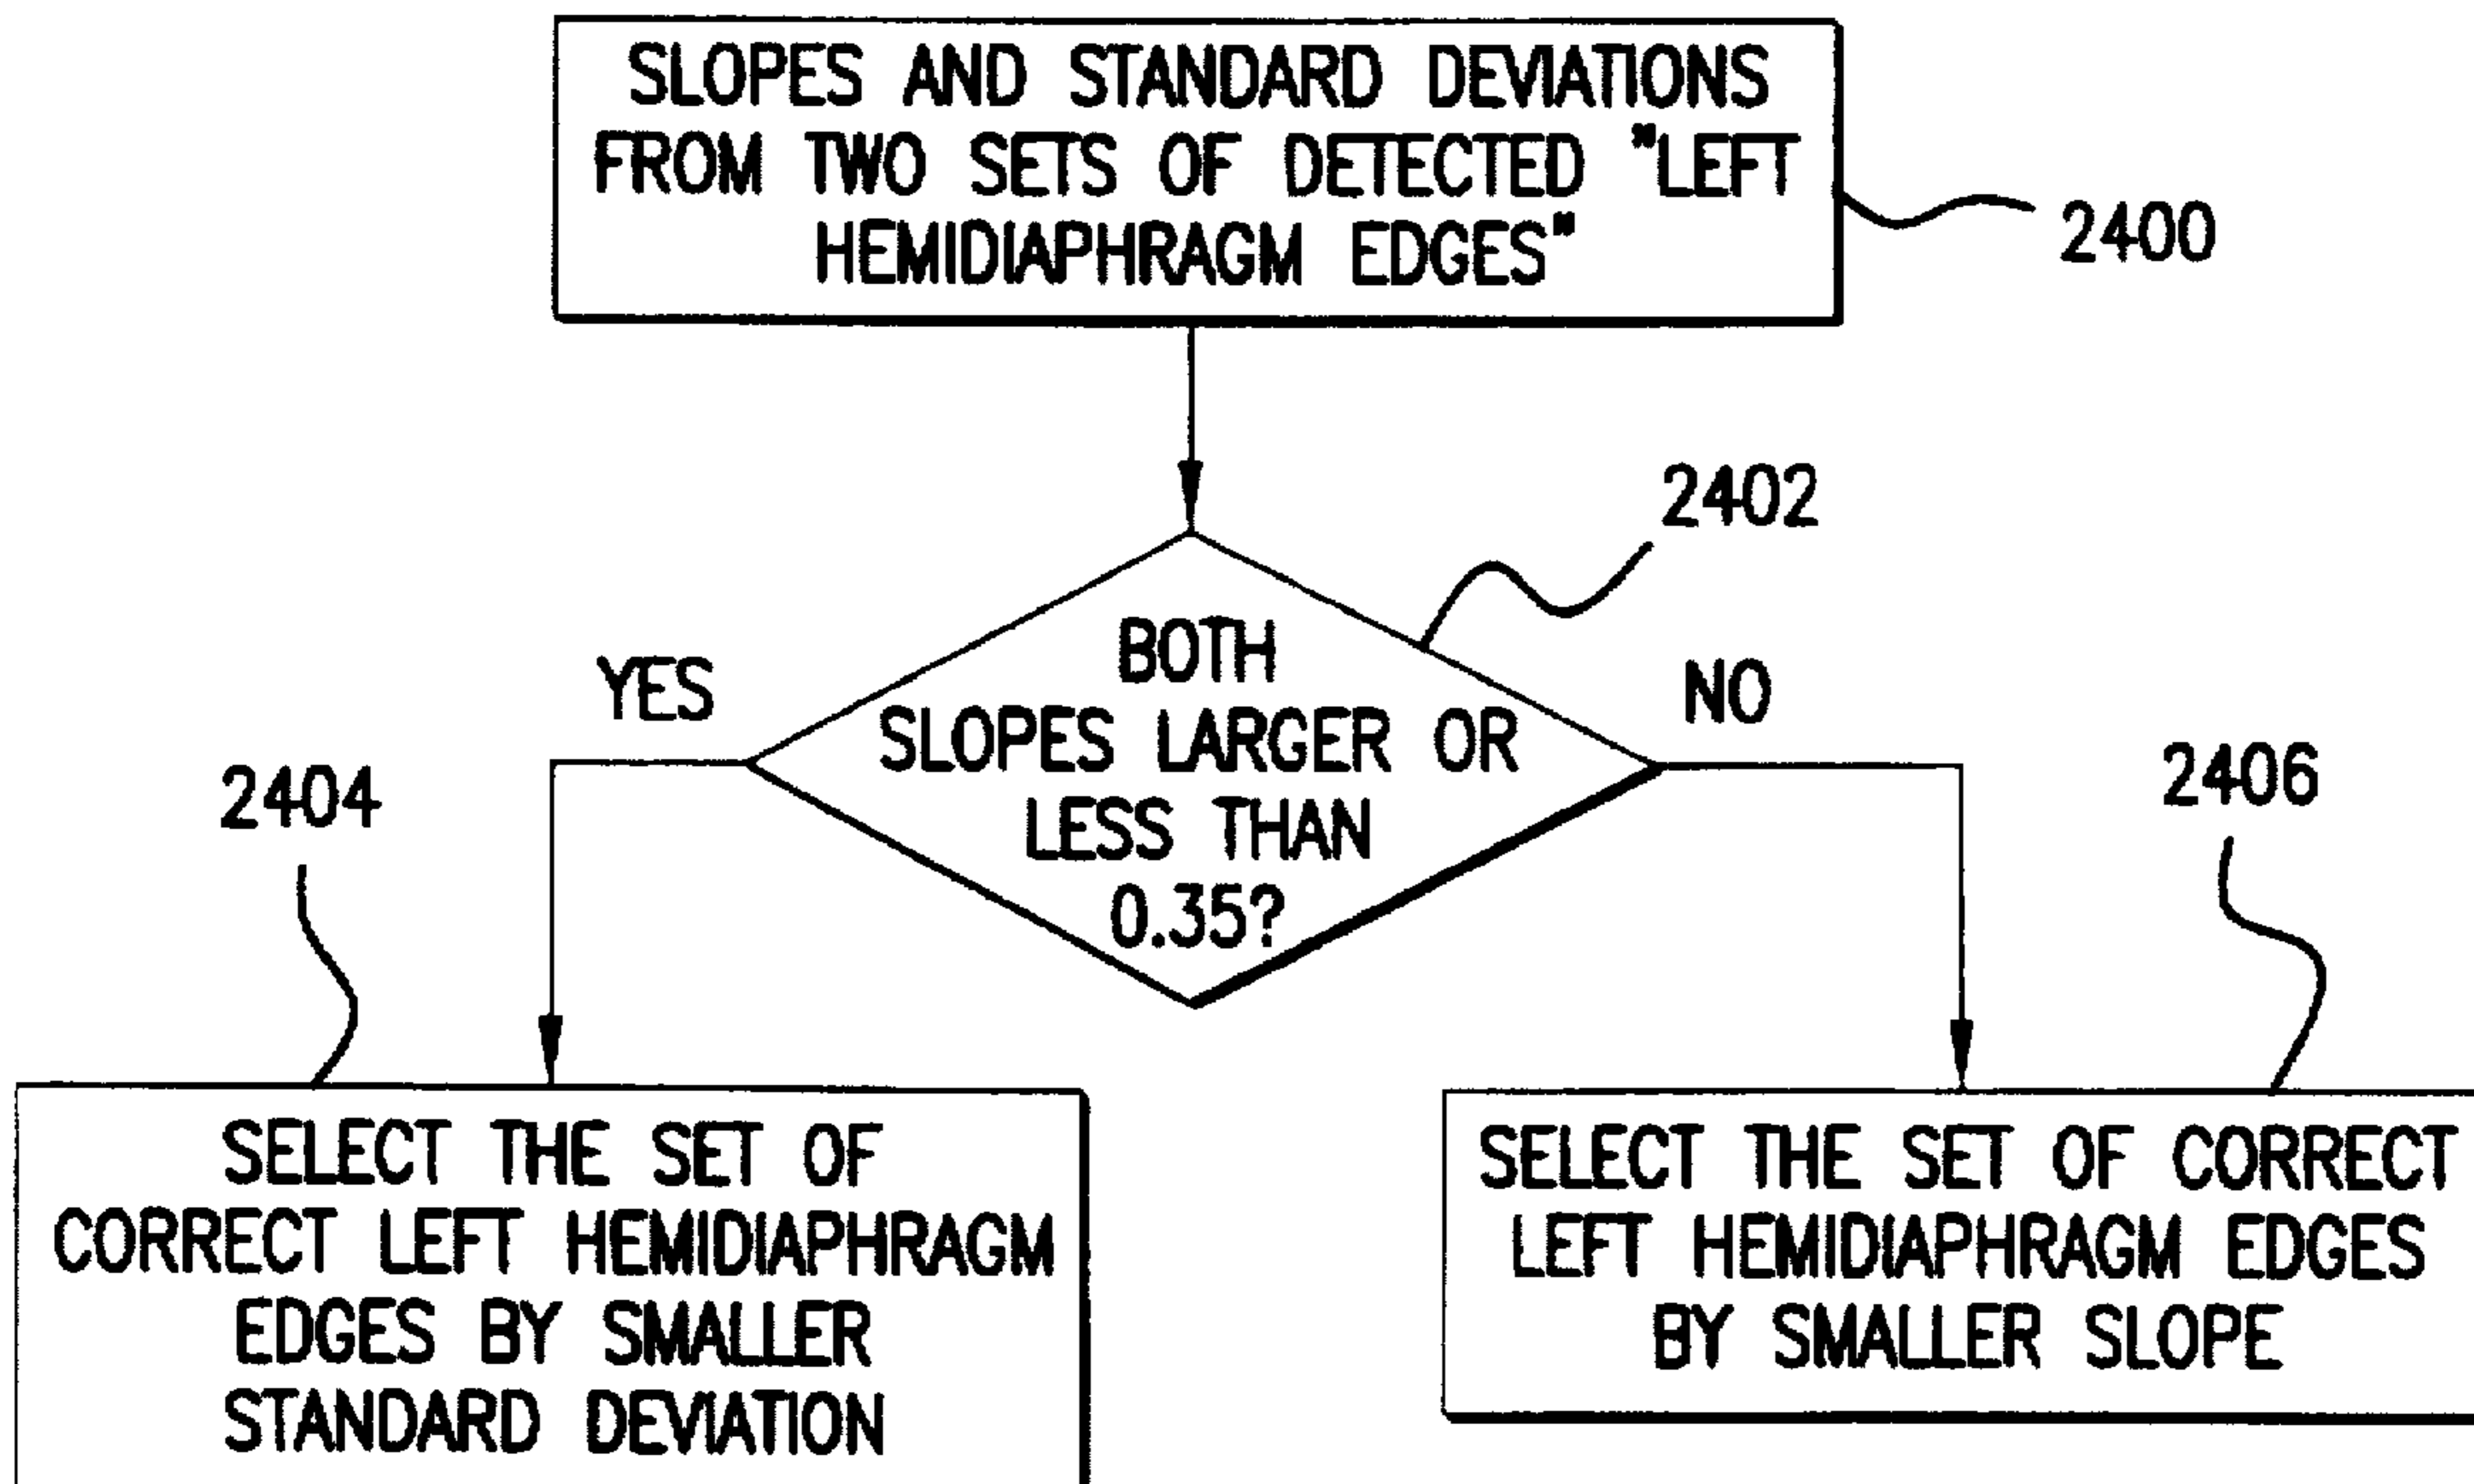 SLOPES AND STANDARD DEVIATIONS
FROM TWO SETS OF DETECTED "LEFT
HEMIDIAPHRAGM EDGES"
2400
2402
BOTH
SLOPES LARGER OR
LESS THAN
0.35?
YES
NO
2404
2406
SELECT THE SET OF
CORRECT LEFT HEMIDIAPHRAGM
EDGES BY SMALLER
STANDARD DEVIATION
SELECT THE SET OF CORRECT
LEFT HEMIDIAPHRAGM EDGES
BY SMALLER SLOPE